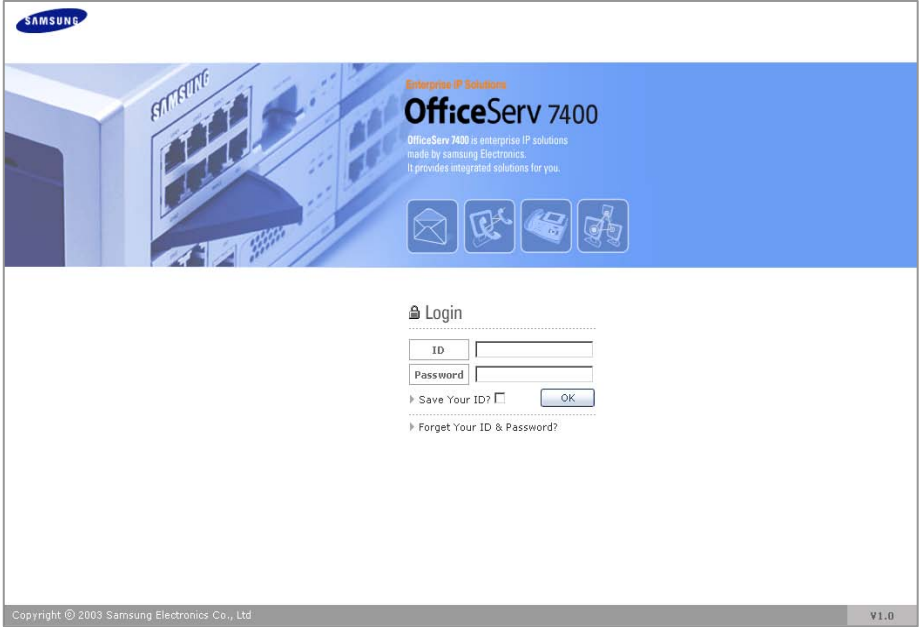 SAMSUNG
SAMSUNG
Enterprise IP Solutions
OfficeServ 7400
OfficeServ 7400 is enterprise IP solutions
made by samsung Electronics.
It provides integrated solutions for you.
Login
ID
Password
Save Your ID?
OK
Forget Your ID & Password?
Copyright © 2003 Samsung Electronics Co., Ltd
V1.0